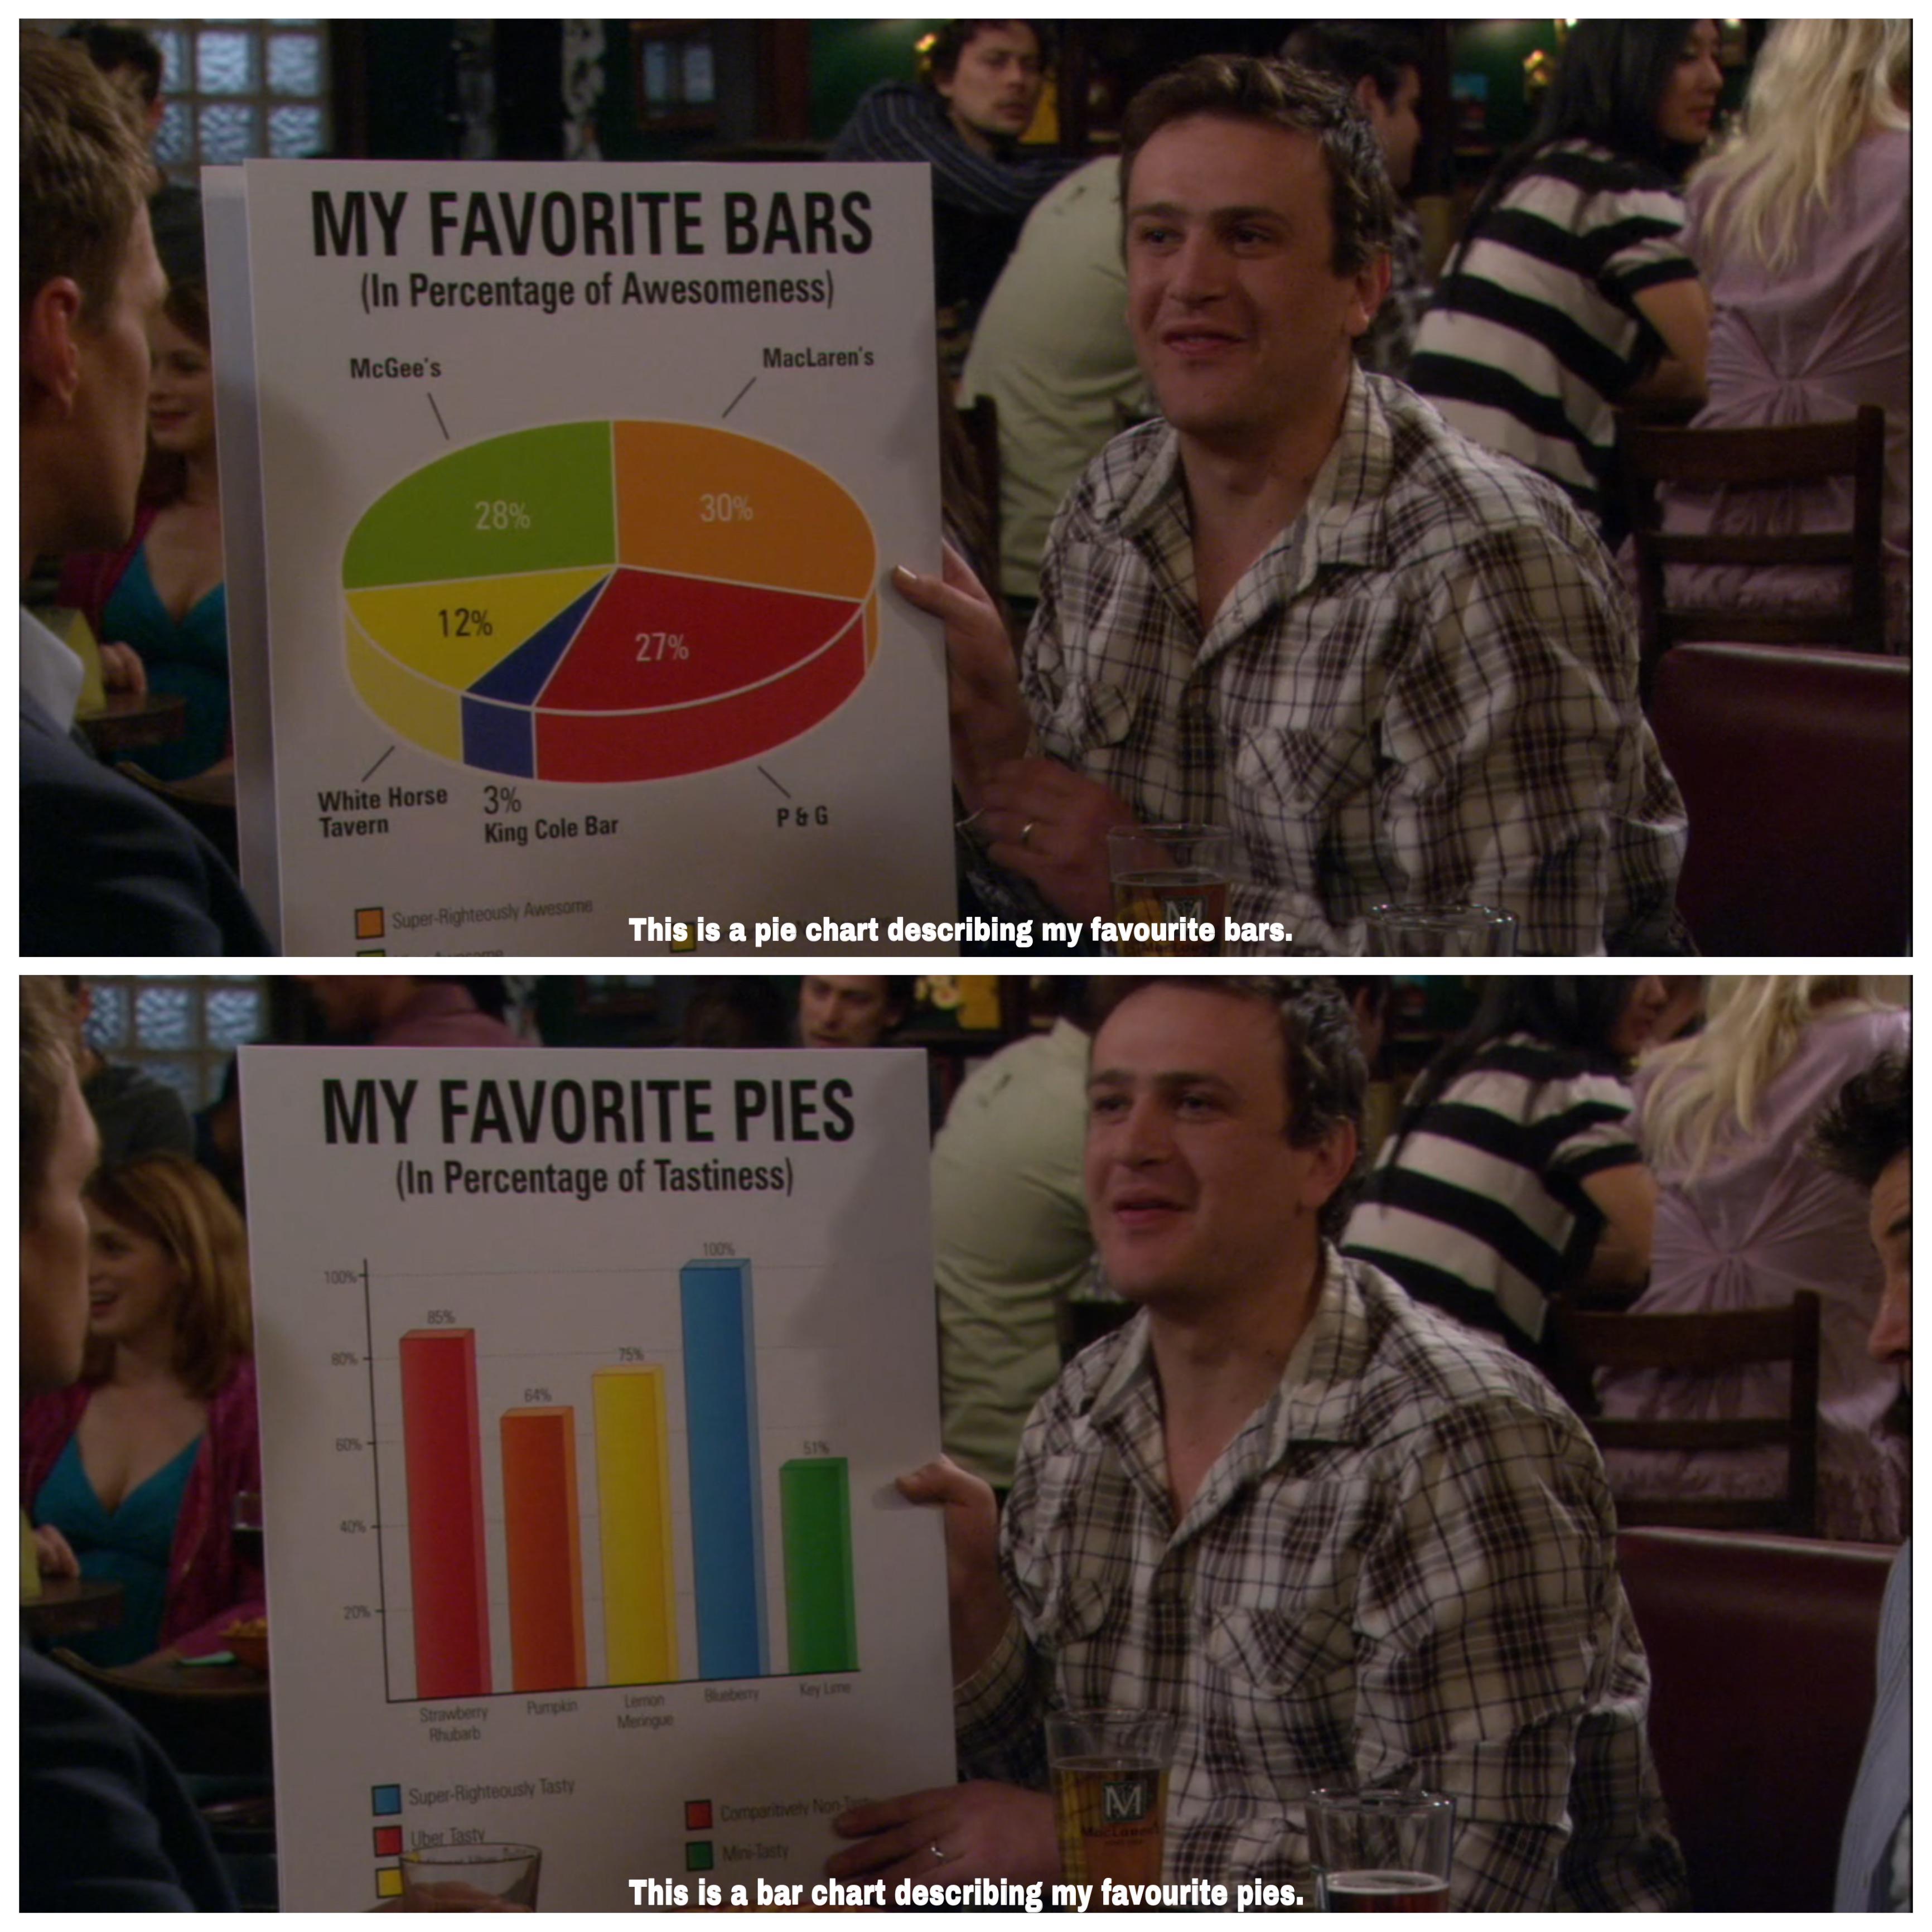 MY FAVORITE BARS
(In Percentage of Awesomeness)
McGee's
MacLaren's
28%
30%
12%
27%
White Horse
Tavern
3%
King Cole Bar
P & G
Super-Righteously Awesome
This is a pie chart describing my favourite bars.
MY FAVORITE PIES
(In Percentage of Tastiness)
100%
100%
85%
80%
75%
64%
60%
51%
40%
20%
Strawberry
Rhubarb
Pumpkin
Lemon
Meringue
Blueberry
Key Lime
Super-Righteously Tasty
Comparitively Non-Tasty
Uber Tasty
Mini-Tasty
MacLaren's
This is a bar chart describing my favourite pies.